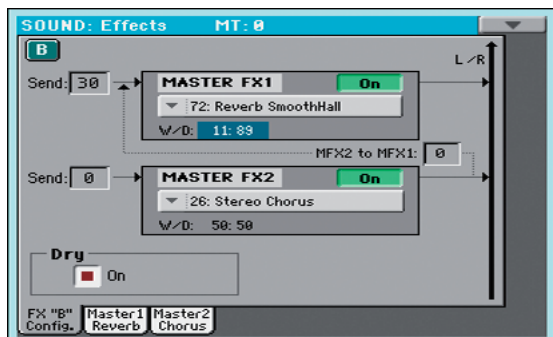 SOUND: Effects MT: 0
B
L/R
Send: 30 MASTER FX1 On
72: Reverb SmoothHall
W/D: 11: 89
MFX2 to MFX1: 0
Send: 0 MASTER FX2 On
26: Stereo Chorus
W/D: 50: 50
Dry
On
FX "B" Config. Master1 Reverb Master2 Chorus